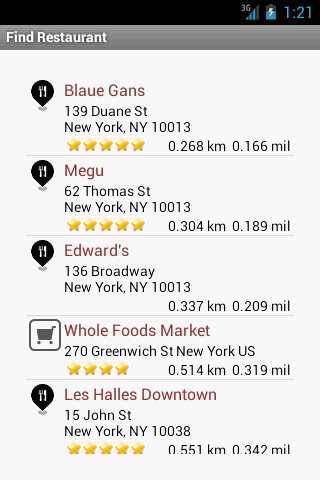 3G 1:21
Find Restaurant
Blaue Gans
139 Duane St
New York, NY 10013
0.268 km 0.166 mil
Megu
62 Thomas St
New York, NY 10013
0.304 km 0.189 mil
Edward's
136 Broadway
New York, NY 10013
0.337 km 0.209 mil
Whole Foods Market
270 Greenwich St New York US
0.514 km 0.319 mil
Les Halles Downtown
15 John St
New York, NY 10038
0.551 km 0.342 mil